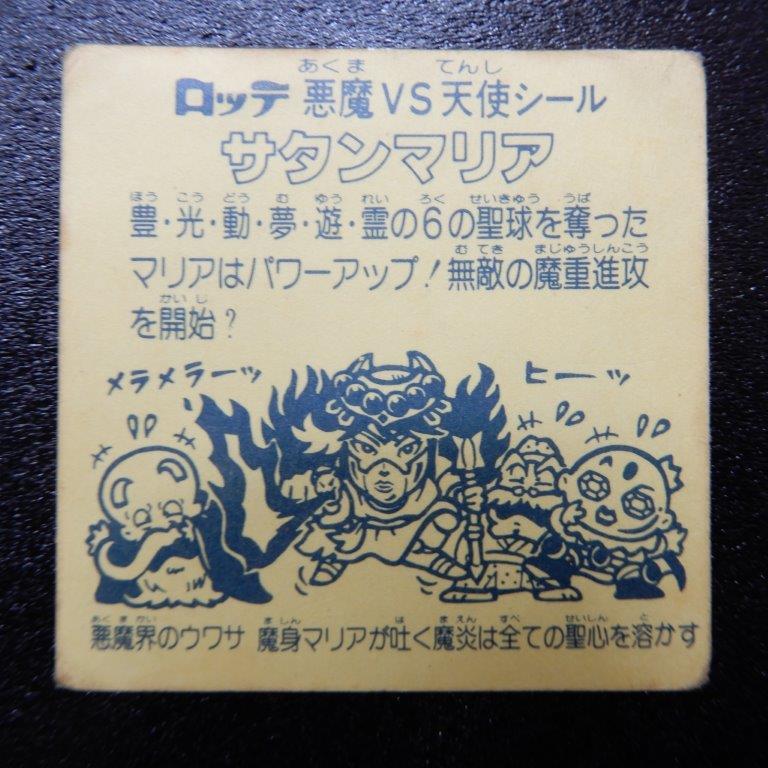 あくま てんし
ロッテ 悪魔VS天使シール
サタンマリア
ほう こう どう む ゆう れい ろく せいきゅう うば
豊・光・動・夢・遊・霊の6の聖球を奪った
むてき まじゅうしんこう
マリアはパワーアップ!無敵の魔重進攻
かいし
を開始?
メラメラーッ
ヒーッ
あくまかい ましん は まえん すべ せいしん と
悪魔界のウワサ 魔身マリアが吐く魔炎は全ての聖心を溶かす